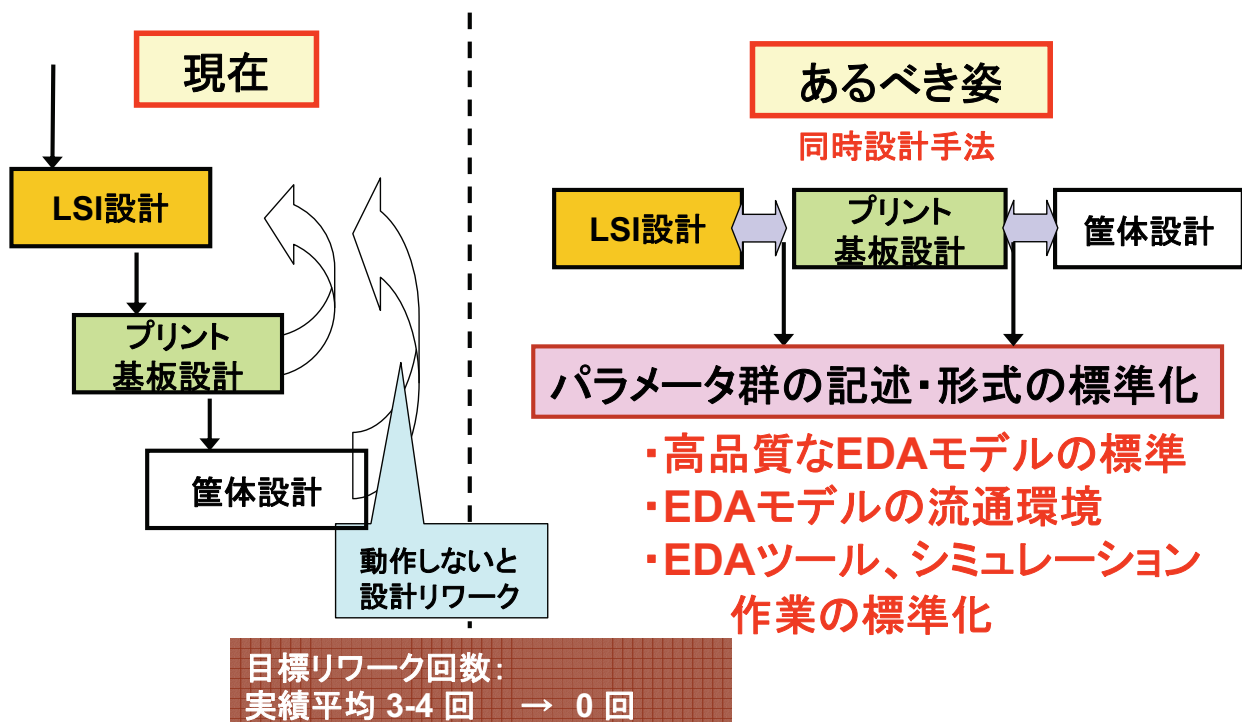 現在
LSI設計
プリント
基板設計
筐体設計
動作しないと
設計リワーク
目標リワーク回数:
実績平均 3-4 回 → 0 回
あるべき姿
同時設計手法
LSI設計
プリント
基板設計
筐体設計
パラメータ群の記述・形式の標準化
・高品質なEDAモデルの標準
・EDAモデルの流通環境
・EDAツール、シミュレーション
作業の標準化